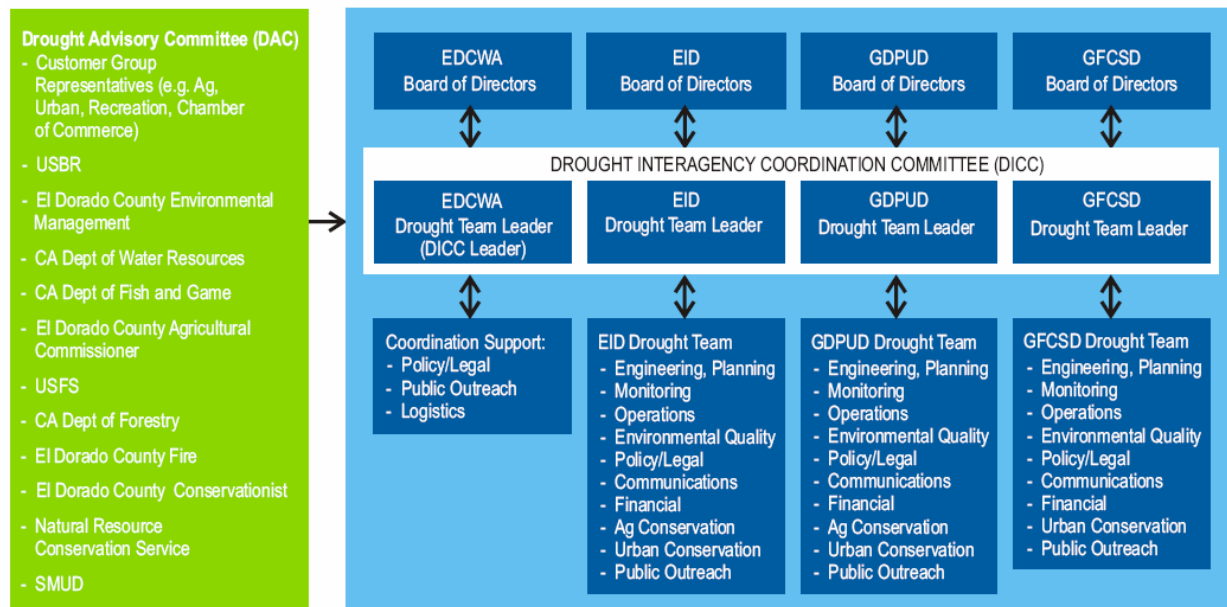 Drought Advisory Committee (DAC)
- Customer Group
Representatives (e.g. Ag,
Urban, Recreation, Chamber
of Commerce)
- USBR
- El Dorado County Environmental
Management
- CA Dept of Water Resources
- CA Dept of Fish and Game
- El Dorado County Agricultural
Commissioner
- USFS
- CA Dept of Forestry
- El Dorado County Fire
- El Dorado County Conservationist
- Natural Resource
Conservation Service
- SMUD
EDCWA
Board of Directors
EID
Board of Directors
GDPUD
Board of Directors
GFCSD
Board of Directors
DROUGHT INTERAGENCY COORDINATION COMMITTEE (DICC)
EDCWA
Drought Team Leader
(DICC Leader)
EID
Drought Team Leader
GDPUD
Drought Team Leader
GFCSD
Drought Team Leader
Coordination Support:
- Policy/Legal
- Public Outreach
- Logistics
EID Drought Team
- Engineering, Planning
- Monitoring
- Operations
- Environmental Quality
- Policy/Legal
- Communications
- Financial
- Ag Conservation
- Urban Conservation
- Public Outreach
GDPUD Drought Team
- Engineering, Planning
- Monitoring
- Operations
- Environmental Quality
- Policy/Legal
- Communications
- Financial
- Ag Conservation
- Urban Conservation
- Public Outreach
GFCSD Drought Team
- Engineering, Planning
- Monitoring
- Operations
- Environmental Quality
- Policy/Legal
- Communications
- Financial
- Urban Conservation
- Public Outreach